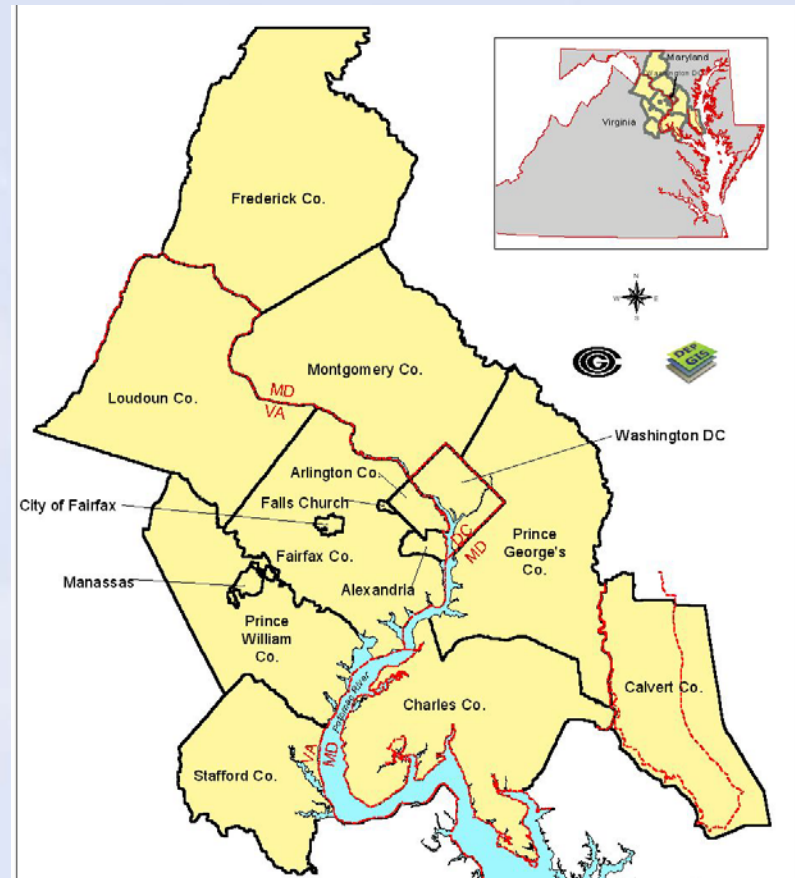 Maryland
Washington DC
Virginia
Frederick Co.
N
W E
S
DEP
GIS
Montgomery Co.
MD
VA
Loudoun Co.
Washington DC
Arlington Co.
Falls Church
City of Fairfax
DC
MD
Prince
George's
Co.
Fairfax Co.
Manassas
Alexandria
Prince
William
Co.
Potomac River
Calvert Co.
Charles Co.
VA
MD
Stafford Co.